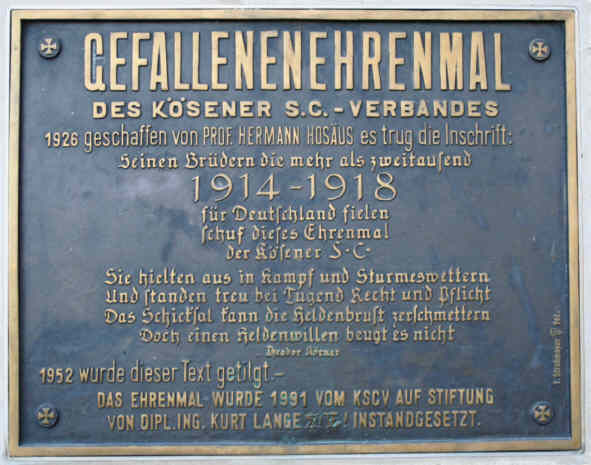 GEFALLENENEHRENMAL
DES KÖSENER S.C.-VERBANDES
1926 geschaffen von PROF. HERMANN HOSÄUS es trug die Inschrift:
Seinen Brüdern die mehr als zweitausend
1914-1918
für Deutschland fielen
schuf dieses Ehrenmal
der Kösener S.C.
Sie hielten aus in Kampf und Sturmeswettern
Und standen treu bei Tugend Recht und Pflicht
Das Schicksal kann die Heldenbrust zerschmettern
Doch einen Heldenwillen beugt es nicht
Theodor Körner
1952 wurde dieser Text getilgt.-
DAS EHRENMAL WURDE 1991 VOM KSCV AUF STIFTUNG
VON DIPL.ING. KURT LANGE INSTANDGESETZT.